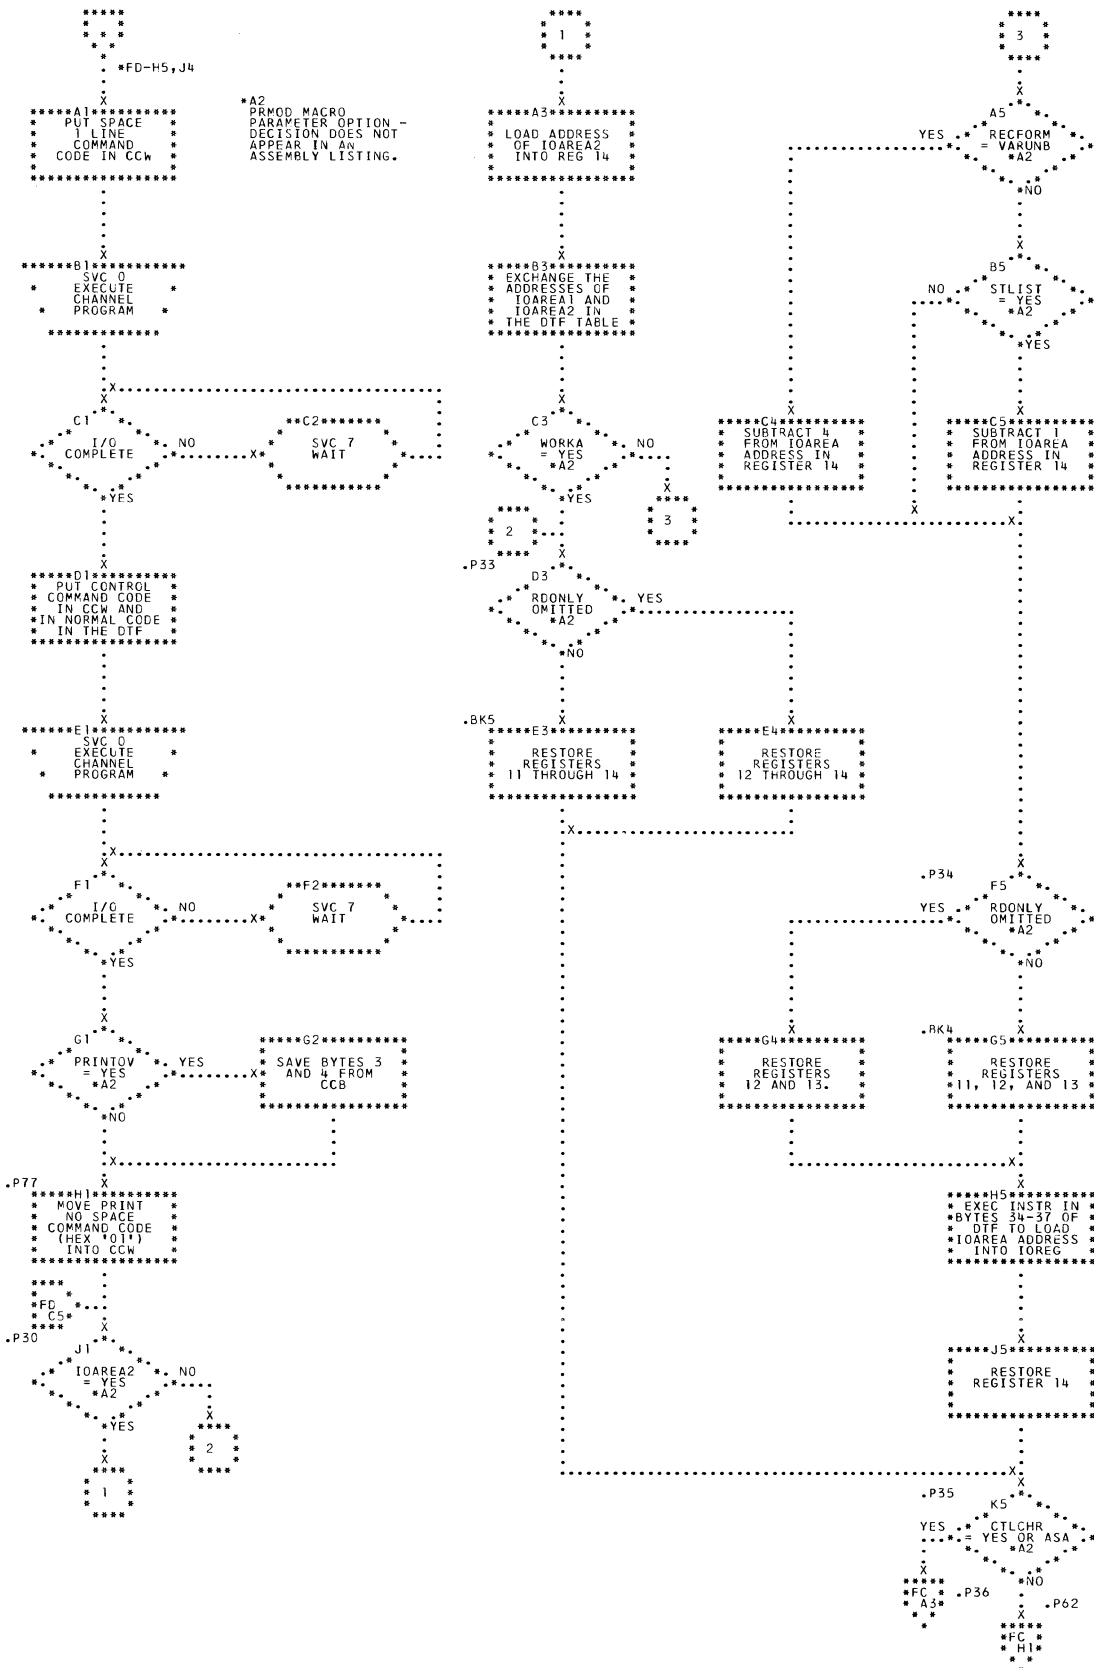 *FD-H5,J4
A1
PUT SPACE
1 LINE
COMMAND
CODE IN CCW
*A2
PRMOD MACRO
PARAMETER OPTION -
DECISION DOES NOT
APPEAR IN AN
ASSEMBLY LISTING.
B1
SVC 0
EXECUTE
CHANNEL
PROGRAM
C1
I/O
COMPLETE
NO
YES
C2
SVC 7
WAIT
D1
PUT CONTROL
COMMAND CODE
IN CCW AND
IN NORMAL CODE
IN THE DTF
E1
SVC 0
EXECUTE
CHANNEL
PROGRAM
F1
I/O
COMPLETE
NO
YES
F2
SVC 7
WAIT
G1
PRINTOV
= YES
*A2
YES
NO
G2
SAVE BYTES 3
AND 4 FROM
CCB
.P77
H1
MOVE PRINT
NO SPACE
COMMAND CODE
(HEX '01')
INTO CCW
FD
C5
.P30
J1
IOAREA2
= YES
*A2
NO
YES
2
1
1
A3
LOAD ADDRESS
OF IOAREA2
INTO REG 14
B3
EXCHANGE THE
ADDRESSES OF
IOAREA1 AND
IOAREA2 IN
THE DTF TABLE
C3
WORKA
= YES
*A2
NO
YES
3
2
.P33
D3
RDONLY
OMITTED
*A2
YES
NO
.BK5
E3
RESTORE
REGISTERS
11 THROUGH 14
E4
RESTORE
REGISTERS
12 THROUGH 14
3
A5
RECFORM
= VARUNB
*A2
YES
NO
B5
STLIST
= YES
*A2
NO
YES
C4
SUBTRACT 4
FROM IOAREA
ADDRESS IN
REGISTER 14
C5
SUBTRACT 1
FROM IOAREA
ADDRESS IN
REGISTER 14
.P34
F5
RDONLY
OMITTED
*A2
YES
NO
G4
RESTORE
REGISTERS
12 AND 13.
.BK4
G5
RESTORE
REGISTERS
11, 12, AND 13
H5
EXEC INSTR IN
BYTES 34-37 OF
DTF TO LOAD
IOAREA ADDRESS
INTO IOREG
J5
RESTORE
REGISTER 14
.P35
K5
CTLCHR
= YES OR ASA
*A2
YES
NO
FC
A3
.P36
.P62
FC
H1